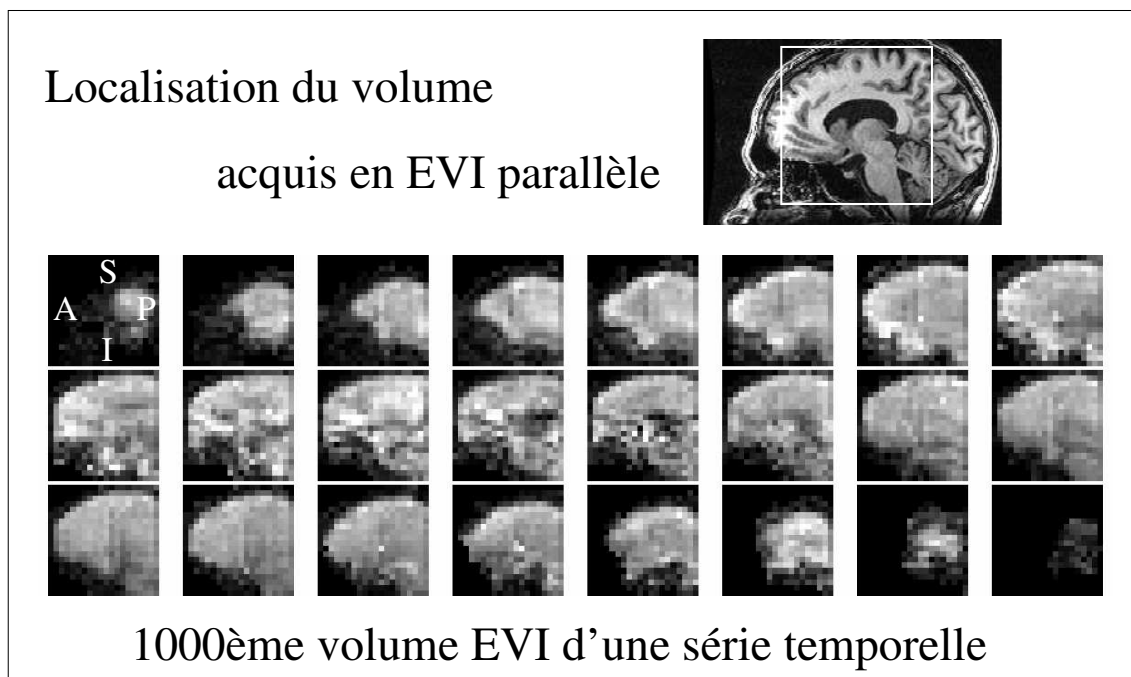 Localisation du volume
acquis en EVI parallèle
S
A P
I
1000ème volume EVI d'une série temporelle